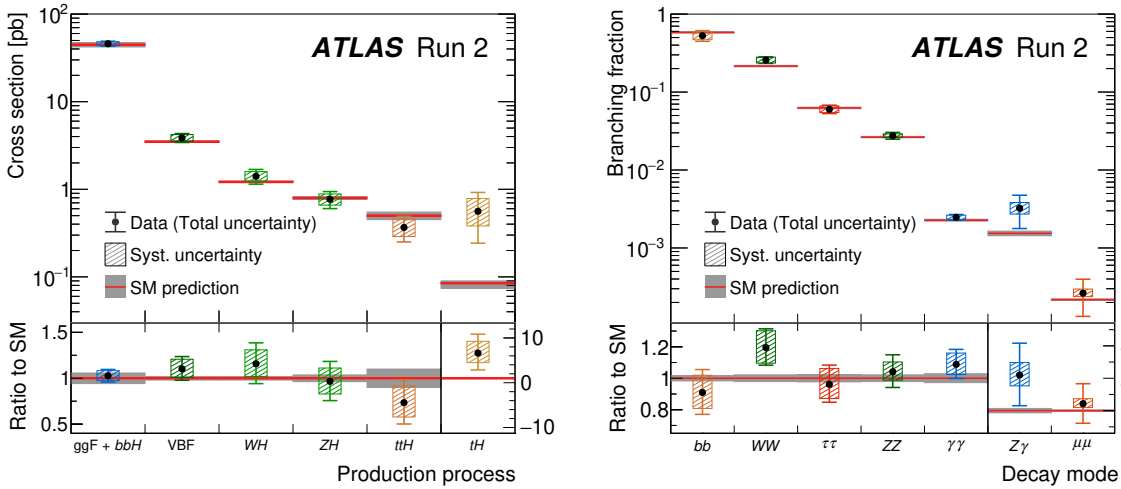 Cross section [pb]
10²
10
1
10⁻¹
ATLAS Run 2
Data (Total uncertainty)
Syst. uncertainty
SM prediction
Ratio to SM
1.5
1
0.5
10
0
−10
ggF + bbH VBF WH ZH ttH tH
Production process
Branching fraction
1
10⁻¹
10⁻²
10⁻³
ATLAS Run 2
Data (Total uncertainty)
Syst. uncertainty
SM prediction
Ratio to SM
1.2
1
0.8
bb WW ττ ZZ γγ Zγ μμ
Decay mode